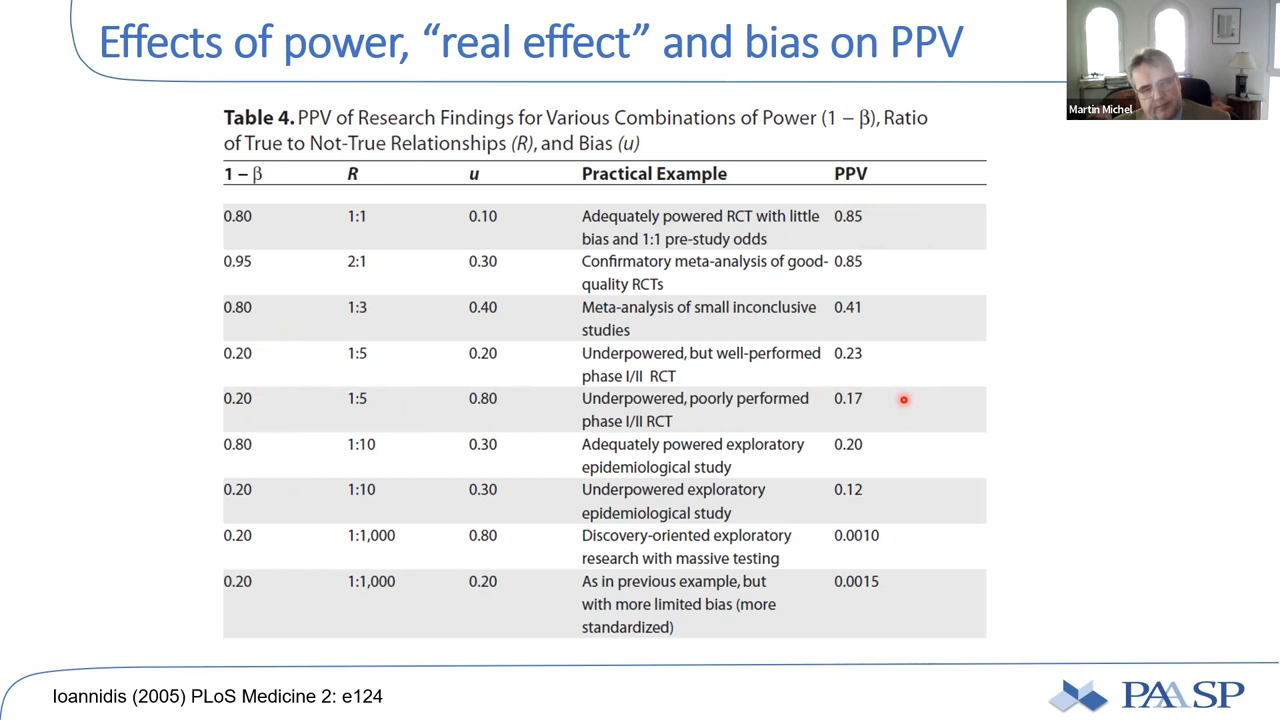 Effects of power, “real effect” and bias on PPV
Martin Michel
Table 4. PPV of Research Findings for Various Combinations of Power (1 − β), Ratio
of True to Not-True Relationships (R), and Bias (u)
1 − β R u Practical Example PPV
0.80 1:1 0.10 Adequately powered RCT with little 0.85
bias and 1:1 pre-study odds
0.95 2:1 0.30 Confirmatory meta-analysis of good- 0.85
quality RCTs
0.80 1:3 0.40 Meta-analysis of small inconclusive 0.41
studies
0.20 1:5 0.20 Underpowered, but well-performed 0.23
phase I/II RCT
0.20 1:5 0.80 Underpowered, poorly performed 0.17
phase I/II RCT
0.80 1:10 0.30 Adequately powered exploratory 0.20
epidemiological study
0.20 1:10 0.30 Underpowered exploratory 0.12
epidemiological study
0.20 1:1,000 0.80 Discovery-oriented exploratory 0.0010
research with massive testing
0.20 1:1,000 0.20 As in previous example, but 0.0015
with more limited bias (more
standardized)
Ioannidis (2005) PLoS Medicine 2: e124
PAASP